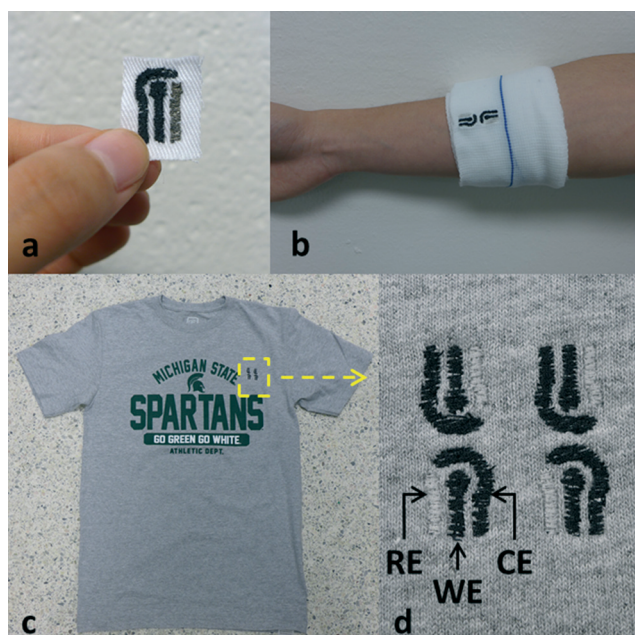 a
b
MICHIGAN STATE
SPARTANS
GO GREEN GO WHITE.
ATHLETIC DEPT.
c
RE
WE
CE
d